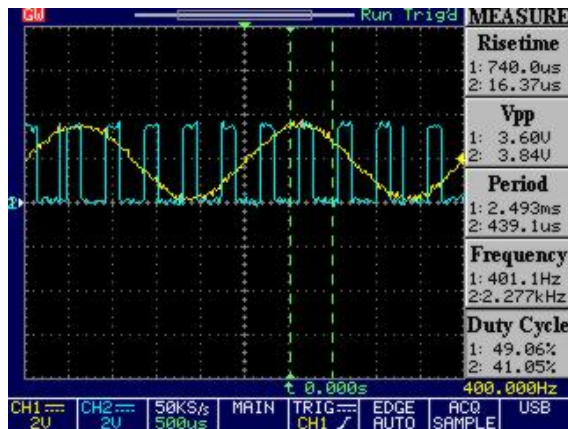 GW Run Trig'd MEASURE
Risetime
1: 740.0us
2: 16.37us
Vpp
1: 3.60V
2: 3.84V
Period
1: 2.493ms
2: 439.1us
Frequency
1: 401.1Hz
2: 2.277kHz
Duty Cycle
1: 49.06%
2: 41.05%
0.000s 400.000Hz
CH1 CH2 50KS/s MAIN TRIG EDGE ACQ USB
2V 2V 500us CH1 AUTO SAMPLE